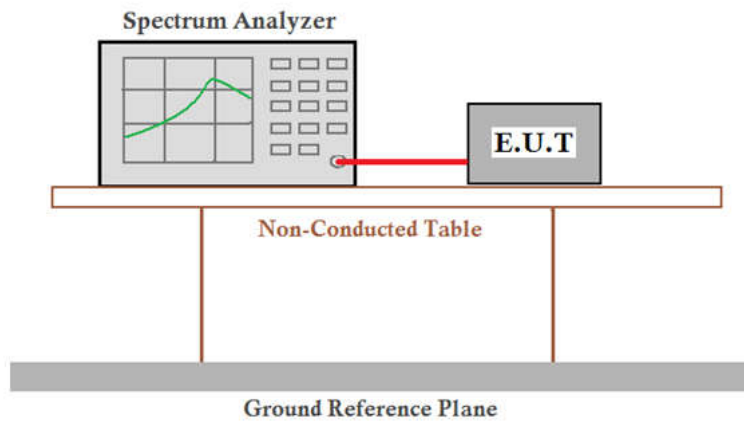 Spectrum Analyzer
E.U.T
Non-Conducted Table
Ground Reference Plane